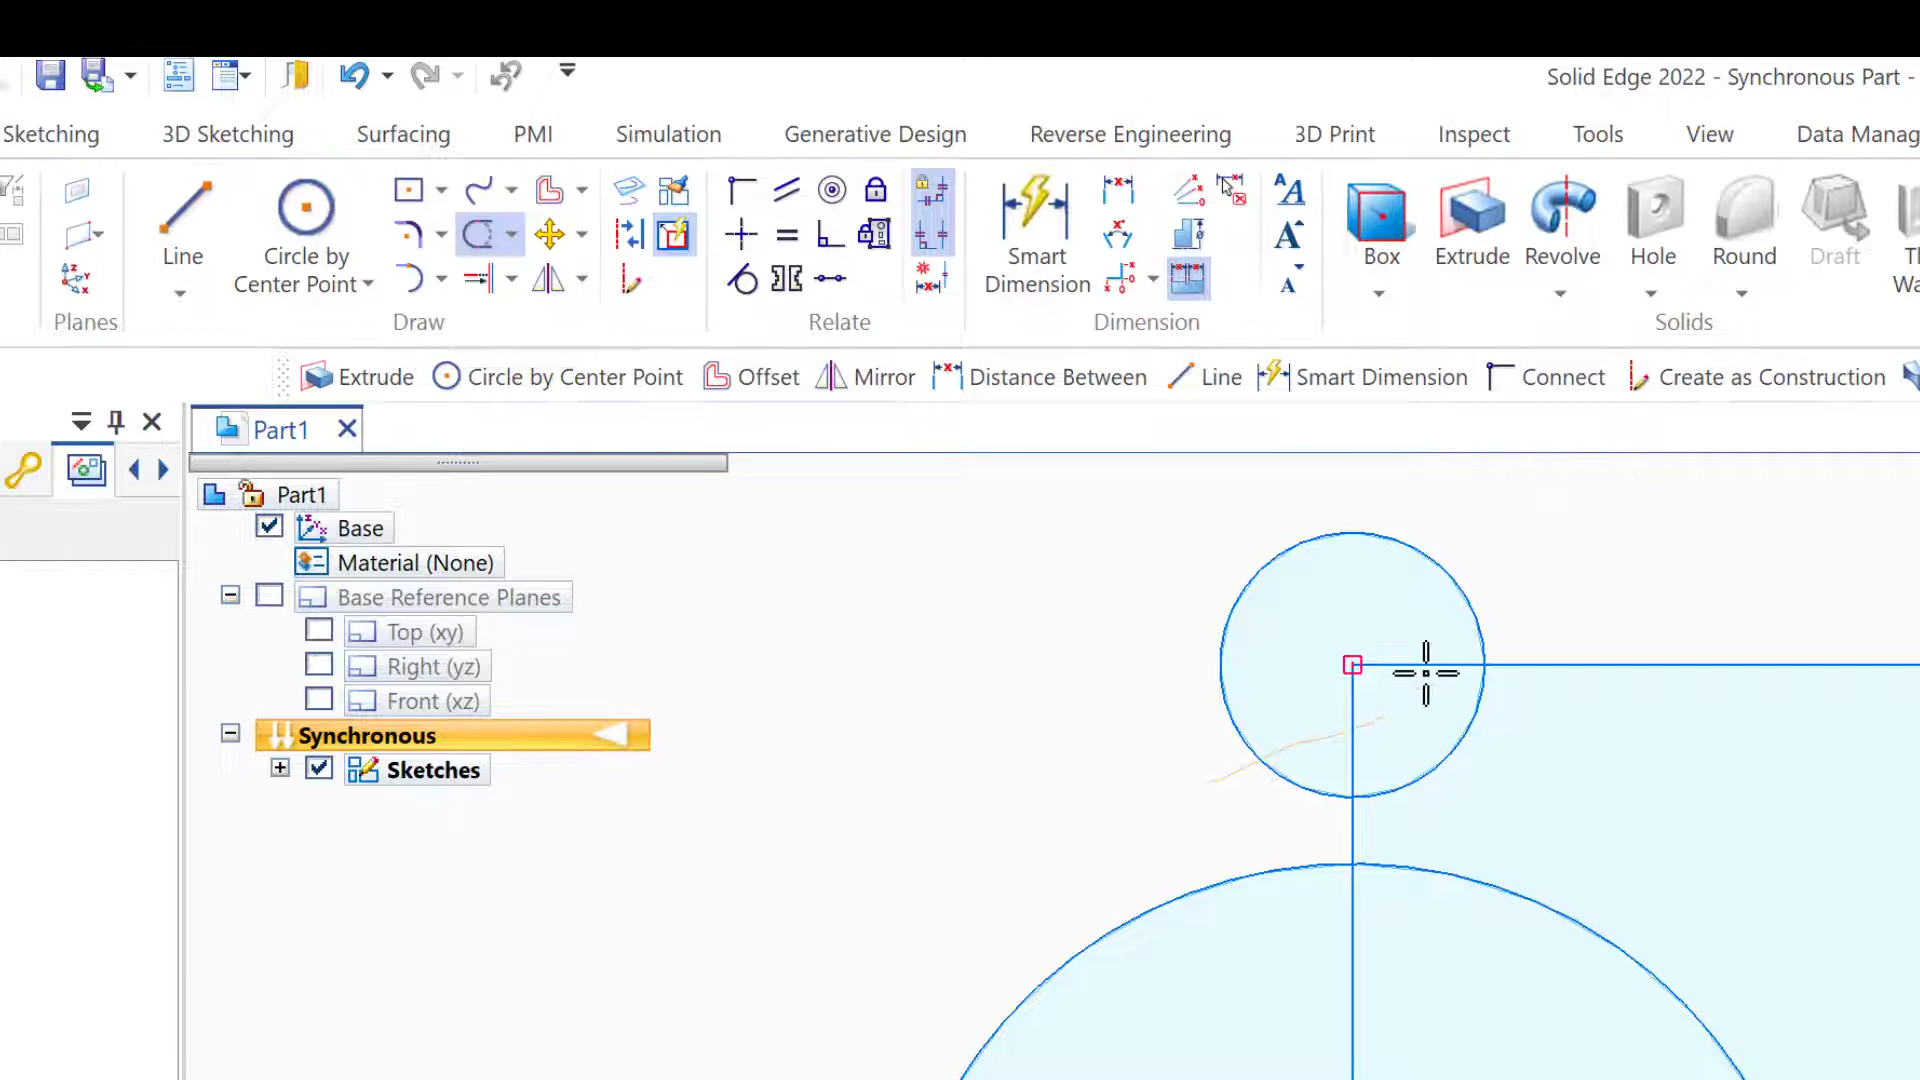 Solid Edge 2022 - Synchronous Part -
Sketching 3D Sketching Surfacing PMI Simulation Generative Design Reverse Engineering 3D Print Inspect Tools View Data Manag
Line Circle by Center Point Smart Dimension Box Extrude Revolve Hole Round Draft
Planes Draw Relate Dimension Solids
Extrude Circle by Center Point Offset Mirror Distance Between Line Smart Dimension Connect Create as Construction
Part1
Part1
Base
Material (None)
Base Reference Planes
Top (xy)
Right (yz)
Front (xz)
Synchronous
Sketches